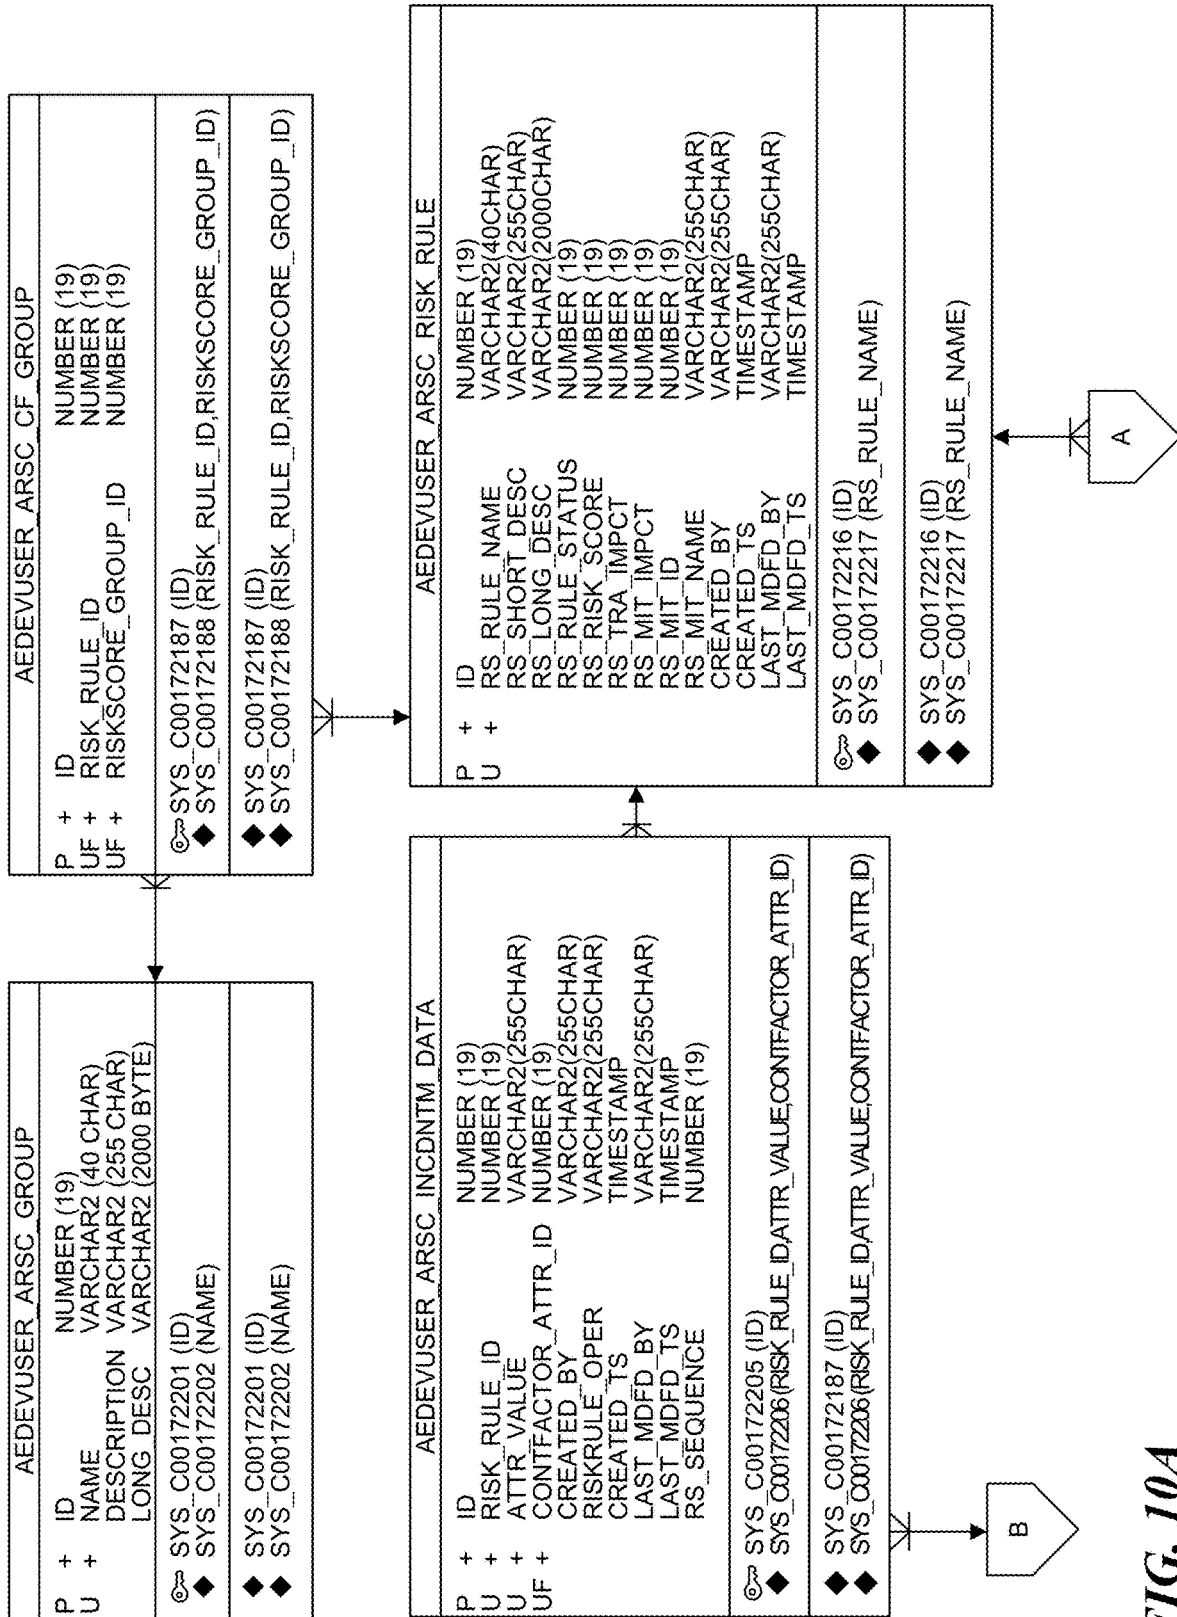 AEDEVUSER_ARSC_GROUP
P + ID NUMBER (19)
U + NAME VARCHAR2 (40 CHAR)
DESCRIPTION VARCHAR2 (255 CHAR)
LONG DESC VARCHAR2 (2000 BYTE)
SYS_C00172201 (ID)
SYS_C00172202 (NAME)
SYS_C00172201 (ID)
SYS_C00172202 (NAME)
AEDEVUSER_ARSC_CF_GROUP
P + ID NUMBER (19)
UF + RISK_RULE_ID NUMBER (19)
UF + RISKSCORE_GROUP_ID NUMBER (19)
SYS_C00172187 (ID)
SYS_C00172188 (RISK_RULE_ID,RISKSCORE_GROUP_ID)
SYS_C00172187 (ID)
SYS_C00172188 (RISK_RULE_ID,RISKSCORE_GROUP_ID)
AEDEVUSER_ARSC_INCDNTM_DATA
P + ID NUMBER (19)
U + RISK_RULE_ID NUMBER (19)
U + ATTR_VALUE VARCHAR2(255CHAR)
UF + CONTFACTOR_ATTR_ID NUMBER (19)
CREATED_BY VARCHAR2(255CHAR)
RISKRULE_OPER VARCHAR2(255CHAR)
CREATED_TS TIMESTAMP
LAST_MDFD_BY VARCHAR2(255CHAR)
LAST_MDFD_TS TIMESTAMP
RS_SEQUENCE NUMBER (19)
SYS_C00172205 (ID)
SYS_C00172206(RISK_RULE_ID,ATTR_VALUE,CONTFACTOR_ATTR_ID)
SYS_C00172187 (ID)
SYS_C00172206(RISK_RULE_ID,ATTR_VALUE,CONTFACTOR_ATTR_ID)
AEDEVUSER_ARSC_RISK_RULE
P + ID NUMBER (19)
U + RS_RULE_NAME VARCHAR2(40CHAR)
RS_SHORT_DESC VARCHAR2(255CHAR)
RS_LONG_DESC VARCHAR2(2000CHAR)
RS_RULE_STATUS NUMBER (19)
RS_RISK_SCORE NUMBER (19)
RS_TRA_IMPCT NUMBER (19)
RS_MIT_IMPCT NUMBER (19)
RS_MIT_ID NUMBER (19)
RS_MIT_NAME VARCHAR2(255CHAR)
CREATED_BY VARCHAR2(255CHAR)
CREATED_TS TIMESTAMP
LAST_MDFD_BY VARCHAR2(255CHAR)
LAST_MDFD_TS TIMESTAMP
SYS_C00172216 (ID)
SYS_C00172217 (RS_RULE_NAME)
SYS_C00172216 (ID)
SYS_C00172217 (RS_RULE_NAME)
B
A
FIG. 10A